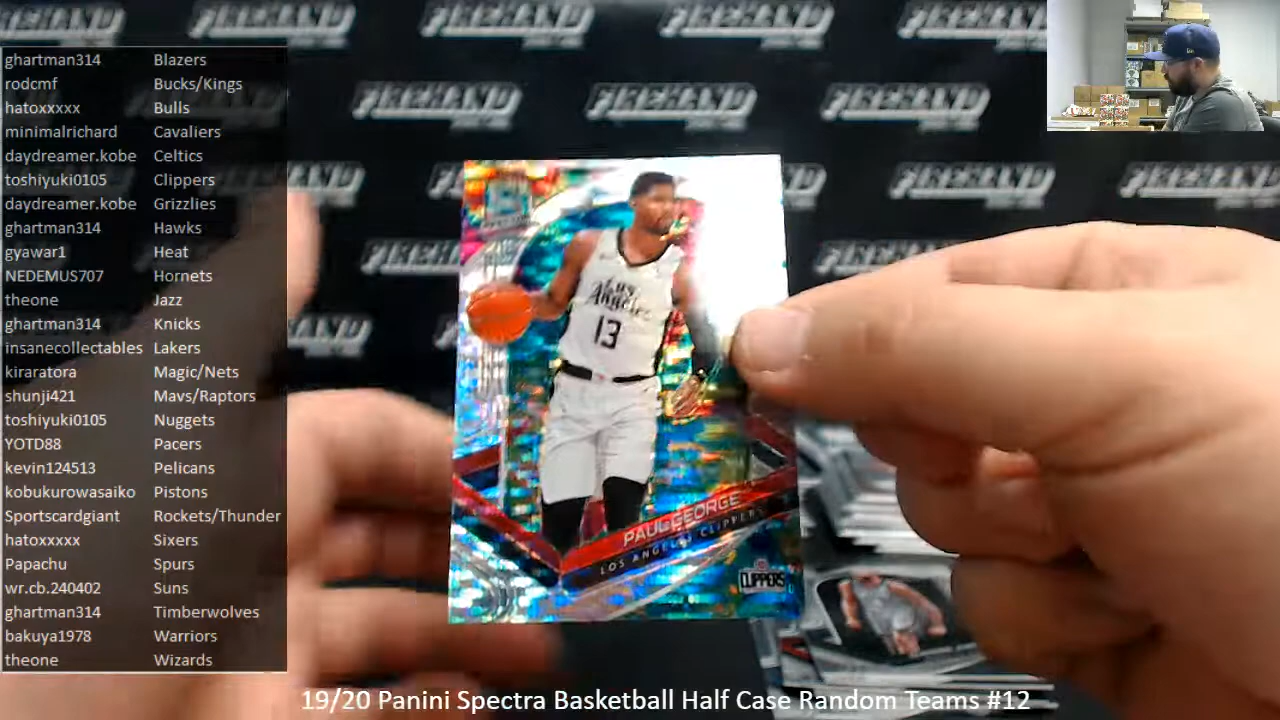 ghartman314 Blazers
rodcmf Bucks/Kings
hatoxxxxx Bulls
minimalrichard Cavaliers
daydreamer.kobe Celtics
toshiyuki0105 Clippers
daydreamer.kobe Grizzlies
ghartman314 Hawks
gyawar1 Heat
NEDEMUS707 Hornets
theone Jazz
ghartman314 Knicks
insanecollectables Lakers
kiraratora Magic/Nets
shunji421 Mavs/Raptors
toshiyuki0105 Nuggets
YOTD88 Pacers
kevin124513 Pelicans
kobukurowasaiko Pistons
Sportscardgiant Rockets/Thunder
hatoxxxxx Sixers
Papachu Spurs
wr.cb.240402 Suns
ghartman314 Timberwolves
bakuya1978 Warriors
theone Wizards
FIREHAND
Los Angeles
13
PAUL GEORGE
LOS ANGELES CLIPPERS
CLIPPERS
19/20 Panini Spectra Basketball Half Case Random Teams #12